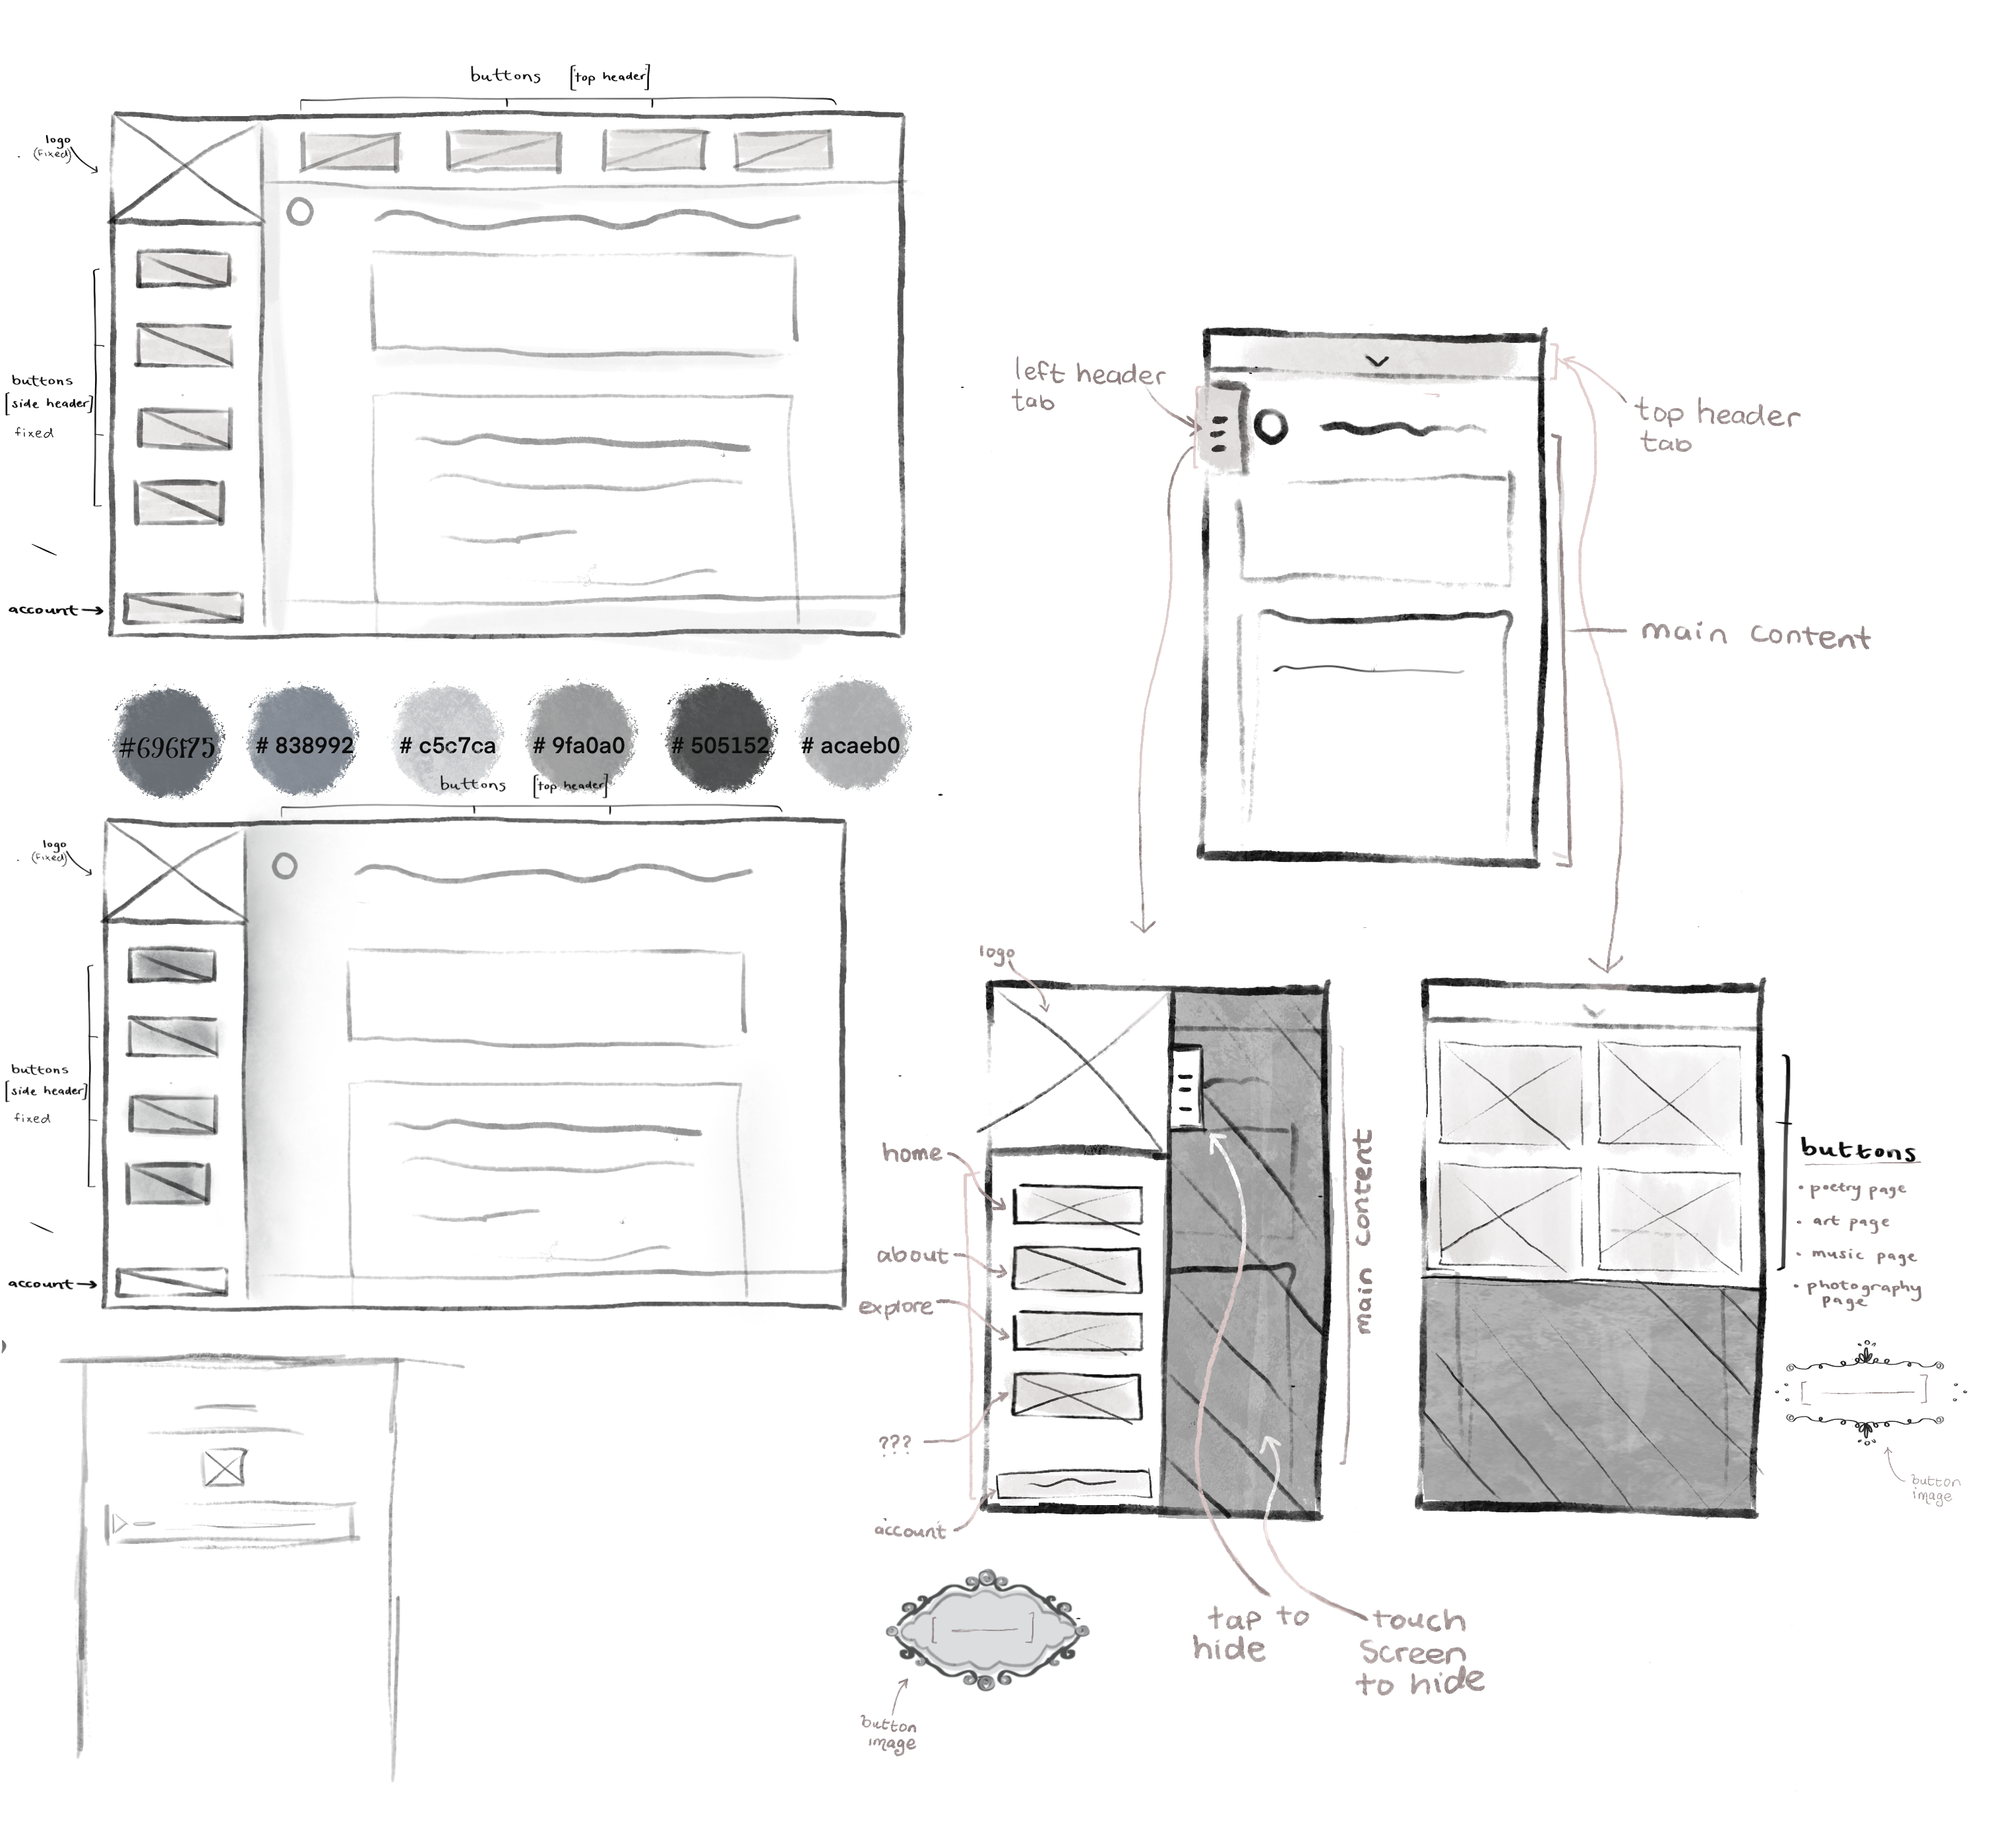 buttons [top header]
logo
(fixed)
buttons
[side header]
fixed
account
#696f75
# 838992
# c5c7ca
# 9fa0a0
# 505152
# acaeb0
buttons [top header]
logo
(fixed)
buttons
[side header]
fixed
account
left header
tab
top header
tab
main content
logo
home
about
explore
???
account
main content
tap to
hide
touch
screen
to hide
buttons
• poetry page
• art page
• music page
• photography
page
button
image
button
image